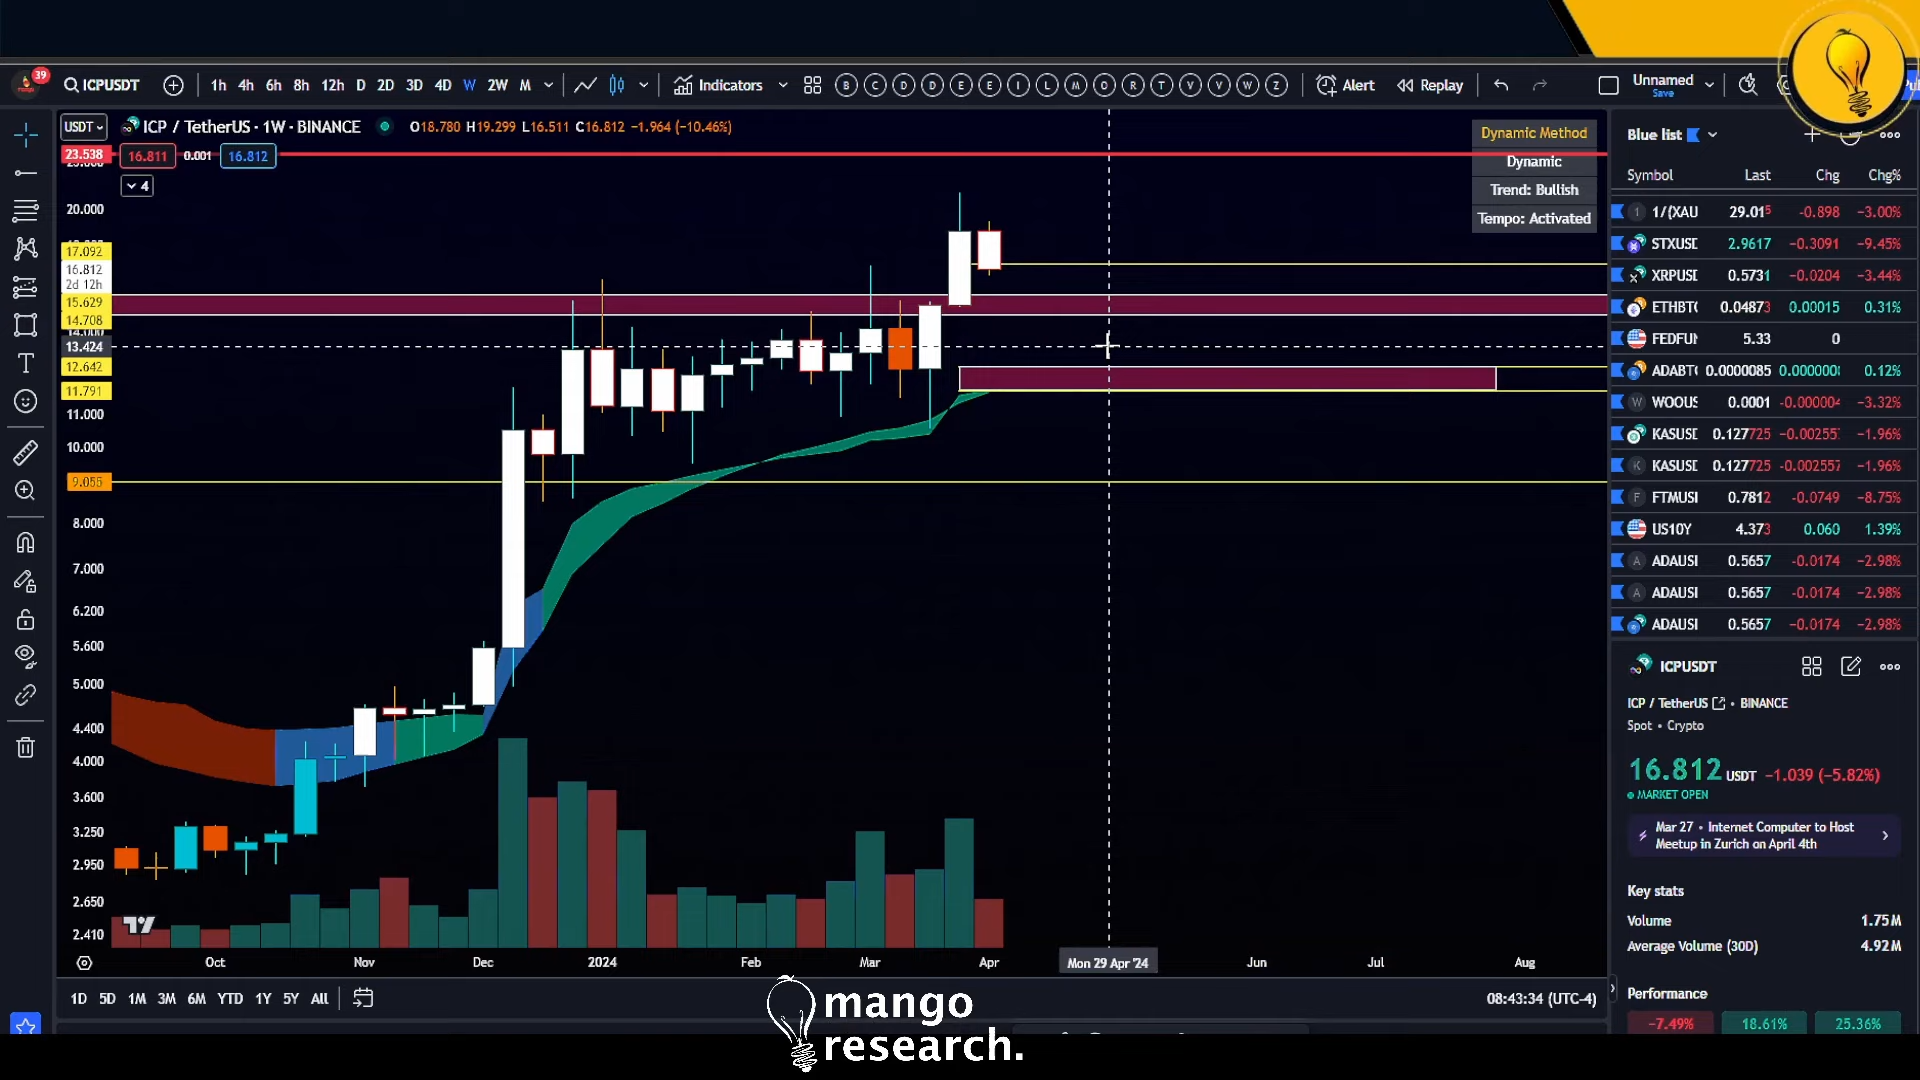 39
ICPUSDT
1h 4h 6h 8h 12h D 2D 3D 4D W 2W M
Indicators
B C D D E E I L M O R T V V W Z
Alert
Replay
Unnamed
Save
USDT
ICP / TetherUS · 1W · BINANCE
O18.780 H19.299 L16.511 C16.812 −1.964 (−10.46%)
16.811 0.001 16.812
4
Dynamic Method
Dynamic
Trend: Bullish
Tempo: Activated
23.538
20.000
17.092
16.812
2d 12h
15.629
14.708
14.000
13.424
12.642
11.791
11.000
10.000
9.055
8.000
7.000
6.200
5.600
5.000
4.400
4.000
3.600
3.250
2.950
2.650
2.410
Oct Nov Dec 2024 Feb Mar Apr Mon 29 Apr '24 Jun Jul Aug
1D 5D 1M 3M 6M YTD 1Y 5Y All
08:43:34 (UTC-4)
Blue list
Symbol Last Chg Chg%
1/(XAU 29.015 -0.898 -3.00%
STXUSD 2.9617 -0.3091 -9.45%
XRPUSD 0.5731 -0.0204 -3.44%
ETHBTC 0.04873 0.00015 0.31%
FEDFUN 5.33 0
ADABTC 0.0000085 0.0000000 0.12%
WOOUS 0.0001 -0.000004 -3.32%
KASUSD 0.127725 -0.00255 -1.96%
KASUSD 0.127725 -0.002557 -1.96%
FTMUSD 0.7812 -0.0749 -8.75%
US10Y 4.373 0.060 1.39%
ADAUSD 0.5657 -0.0174 -2.98%
ADAUSD 0.5657 -0.0174 -2.98%
ADAUSD 0.5657 -0.0174 -2.98%
ICPUSDT
ICP / TetherUS • BINANCE
Spot • Crypto
16.812 USDT −1.039 (−5.82%)
MARKET OPEN
Mar 27 • Internet Computer to Host
Meetup in Zurich on April 4th
Key stats
Volume 1.75M
Average Volume (30D) 4.92M
Performance
-7.49% 18.61% 25.36%
mango
research.